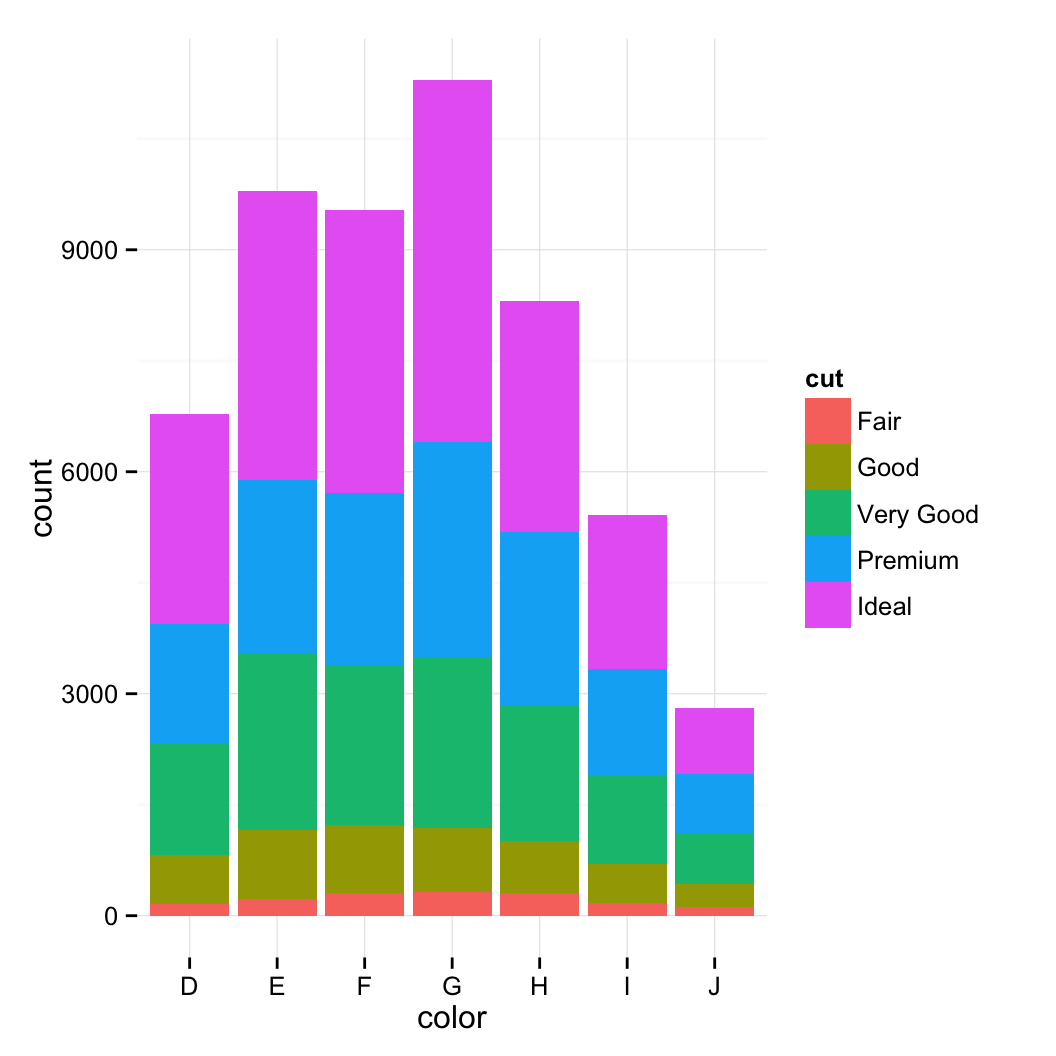 count
9000
6000
3000
0
D E F G H I J
color
cut
Fair
Good
Very Good
Premium
Ideal